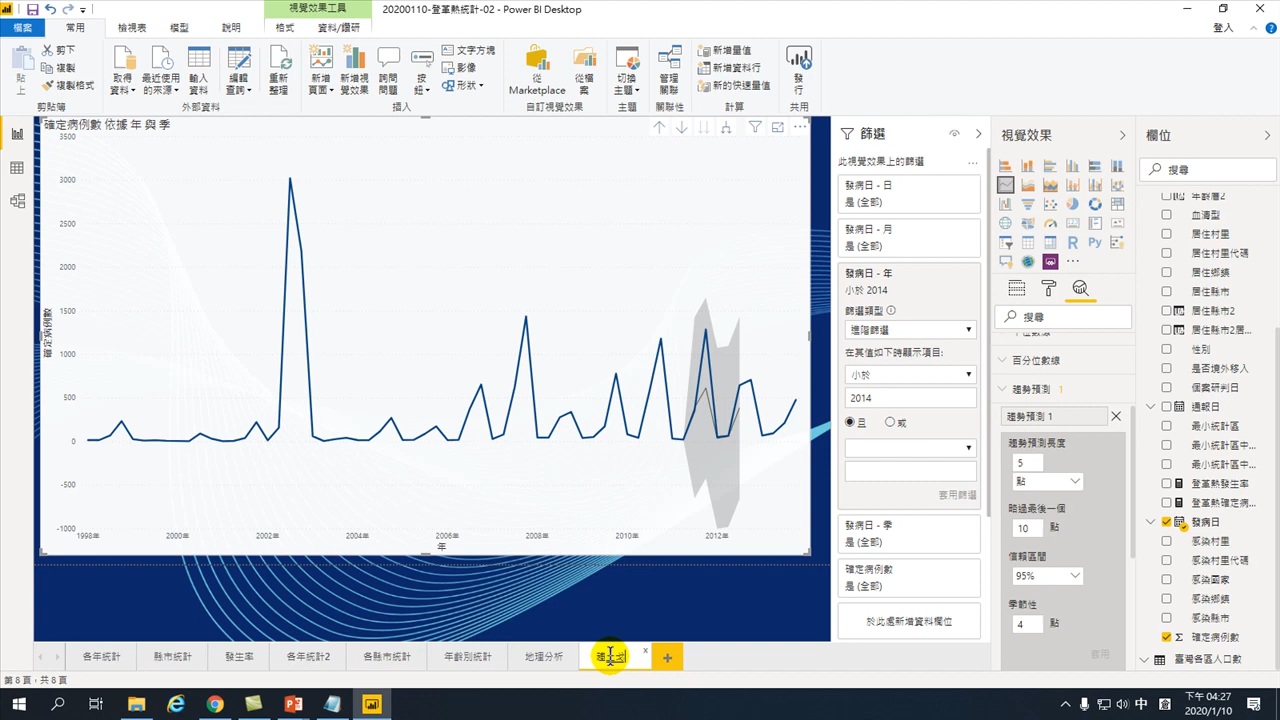 視覺效果工具
20200110-登革熱統計-02 - Power BI Desktop
檔案
常用
檢視表
模型
說明
格式
資料/鑽研
登入
貼上
剪下
複製
複製格式
剪貼簿
取得資料
最近使用的來源
輸入資料
編輯查詢
重新整理
外部資料
新增頁面
新增視覺效果
詢問問題
按鈕
文字方塊
影像
形狀
插入
從 Marketplace
從檔案
自訂視覺效果
切換主題
主題
管理關聯
關聯性
新增量值
新增資料行
新的快速量值
計算
發行
共用
確定病例數 依據 年 與 季
3500
3000
2500
2000
1500
1000
500
0
-500
-1000
確定病例數
1998年
2000年
2002年
2004年
2006年
2008年
2010年
2012年
年
篩選
此視覺效果上的篩選
發病日 - 日
是 (全部)
發病日 - 月
是 (全部)
發病日 - 年
小於 2014
篩選類型
進階篩選
在其值如下時顯示項目:
小於
2014
且
或
套用篩選
發病日 - 季
是 (全部)
確定病例數
是 (全部)
於此處新增資料欄位
視覺效果
R
Py
搜尋
百分位數線
趨勢預測 1
趨勢預測 1
趨勢預測長度
5
點
略過最後一個
10 點
信賴區間
95%
季節性
4 點
套用
欄位
搜尋
年齡層2
血清型
居住村里
居住村里代碼
居住鄉鎮
居住縣市
居住縣市2
居住縣市2層...
性別
是否境外移入
個案研判日
通報日
最小統計區
最小統計區中...
最小統計區中...
登革熱發生率
登革熱確定病...
發病日
感染村里
感染村里代碼
感染國家
感染鄉鎮
感染縣市
確定病例數
臺灣各區人口數
各年統計
縣市統計
發生率
各年統計2
各縣市統計
年齡別統計
地理分析
第 8 頁，共 8 頁
中
下午 04:27
2020/1/10